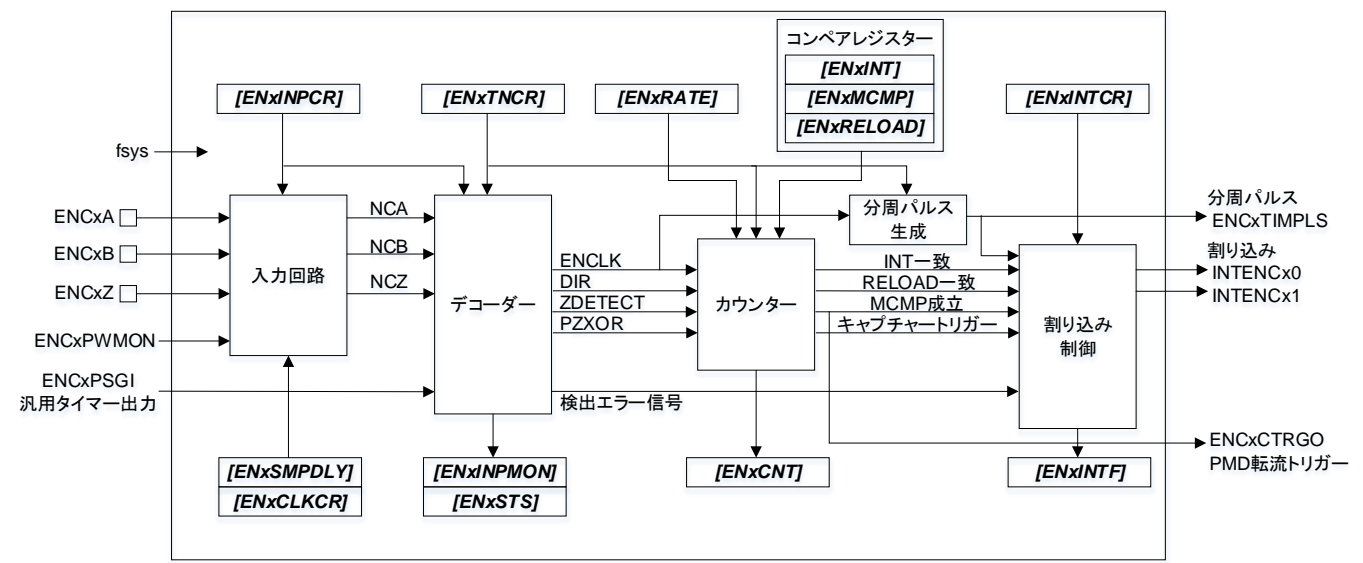 コンペアレジスター
[ENxINT]
[ENxINPCR]
[ENxTNCR]
[ENxRATE]
[ENxMCMP]
[ENxINTCR]
[ENxRELOAD]
fsys
ENCxA
NCA
分周パルス
生成
分周パルス
ENCxTIMPLS
ENCxB
NCB
入力回路
ENCLK
INT一致
割り込み
INTENCx0
ENCxZ
NCZ
デコーダー
DIR
カウンター
RELOAD一致
INTENCx1
ZDETECT
MCMP成立
PZXOR
キャプチャートリガー
割り込み
制御
ENCxPWMON
ENCxPSGI
汎用タイマー出力
検出エラー信号
ENCxCTRGO
PMD転流トリガー
[ENxSMPDLY]
[ENxCLKCR]
[ENxINPMON]
[ENxSTS]
[ENxCNT]
[ENxINTF]